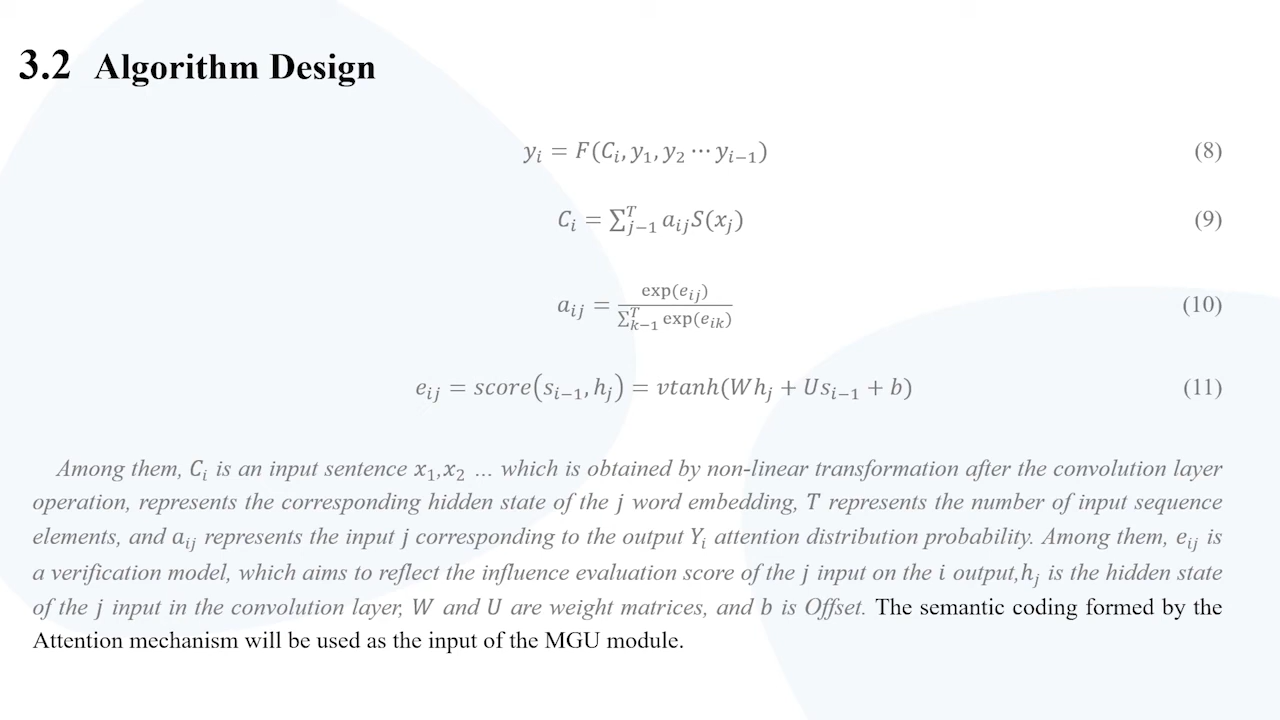 3.2 Algorithm Design
yᵢ = F(Cᵢ, y₁, y₂ ⋯ yᵢ₋₁) (8)
Cᵢ = ∑ⱼ₋₁ᵀ aᵢⱼS(xⱼ) (9)
aᵢⱼ = exp(eᵢⱼ) / ∑ₖ₋₁ᵀ exp(eᵢₖ) (10)
eᵢⱼ = score(sᵢ₋₁, hⱼ) = vtanh(Whⱼ + Usᵢ₋₁ + b) (11)
Among them, Cᵢ is an input sentence x₁,x₂ … which is obtained by non-linear transformation after the convolution layer
operation, represents the corresponding hidden state of the j word embedding, T represents the number of input sequence
elements, and aᵢⱼ represents the input j corresponding to the output Yᵢ attention distribution probability. Among them, eᵢⱼ is
a verification model, which aims to reflect the influence evaluation score of the j input on the i output,hⱼ is the hidden state
of the j input in the convolution layer, W and U are weight matrices, and b is Offset. The semantic coding formed by the
Attention mechanism will be used as the input of the MGU module.